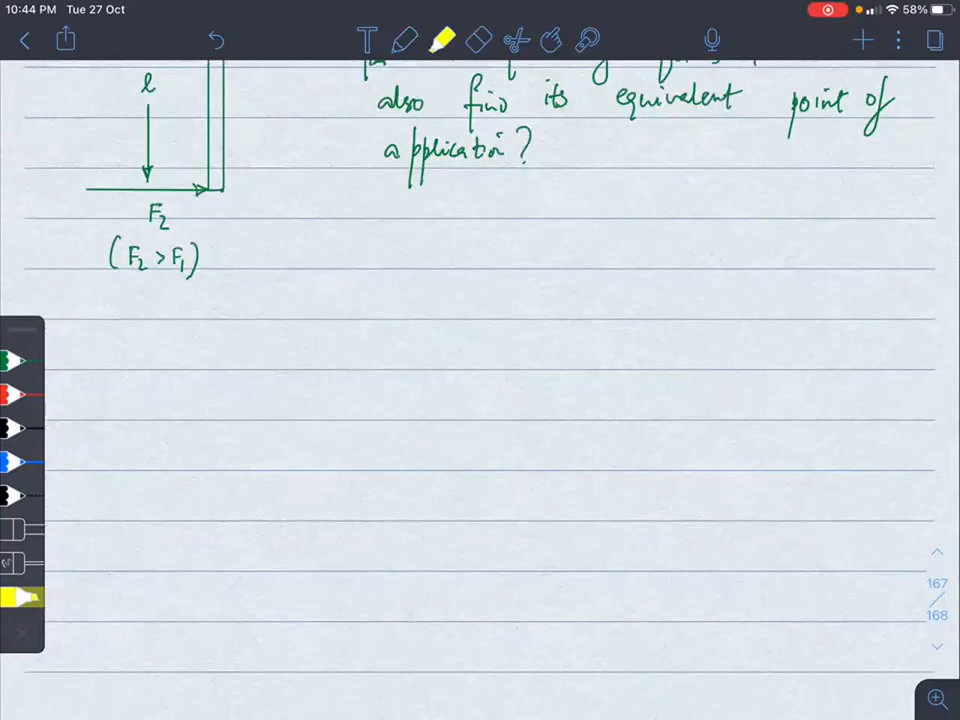 10:44 PM Tue 27 Oct
58%
l
also find its equivalent point of
application?
F2
(F2 > F1)
167
168